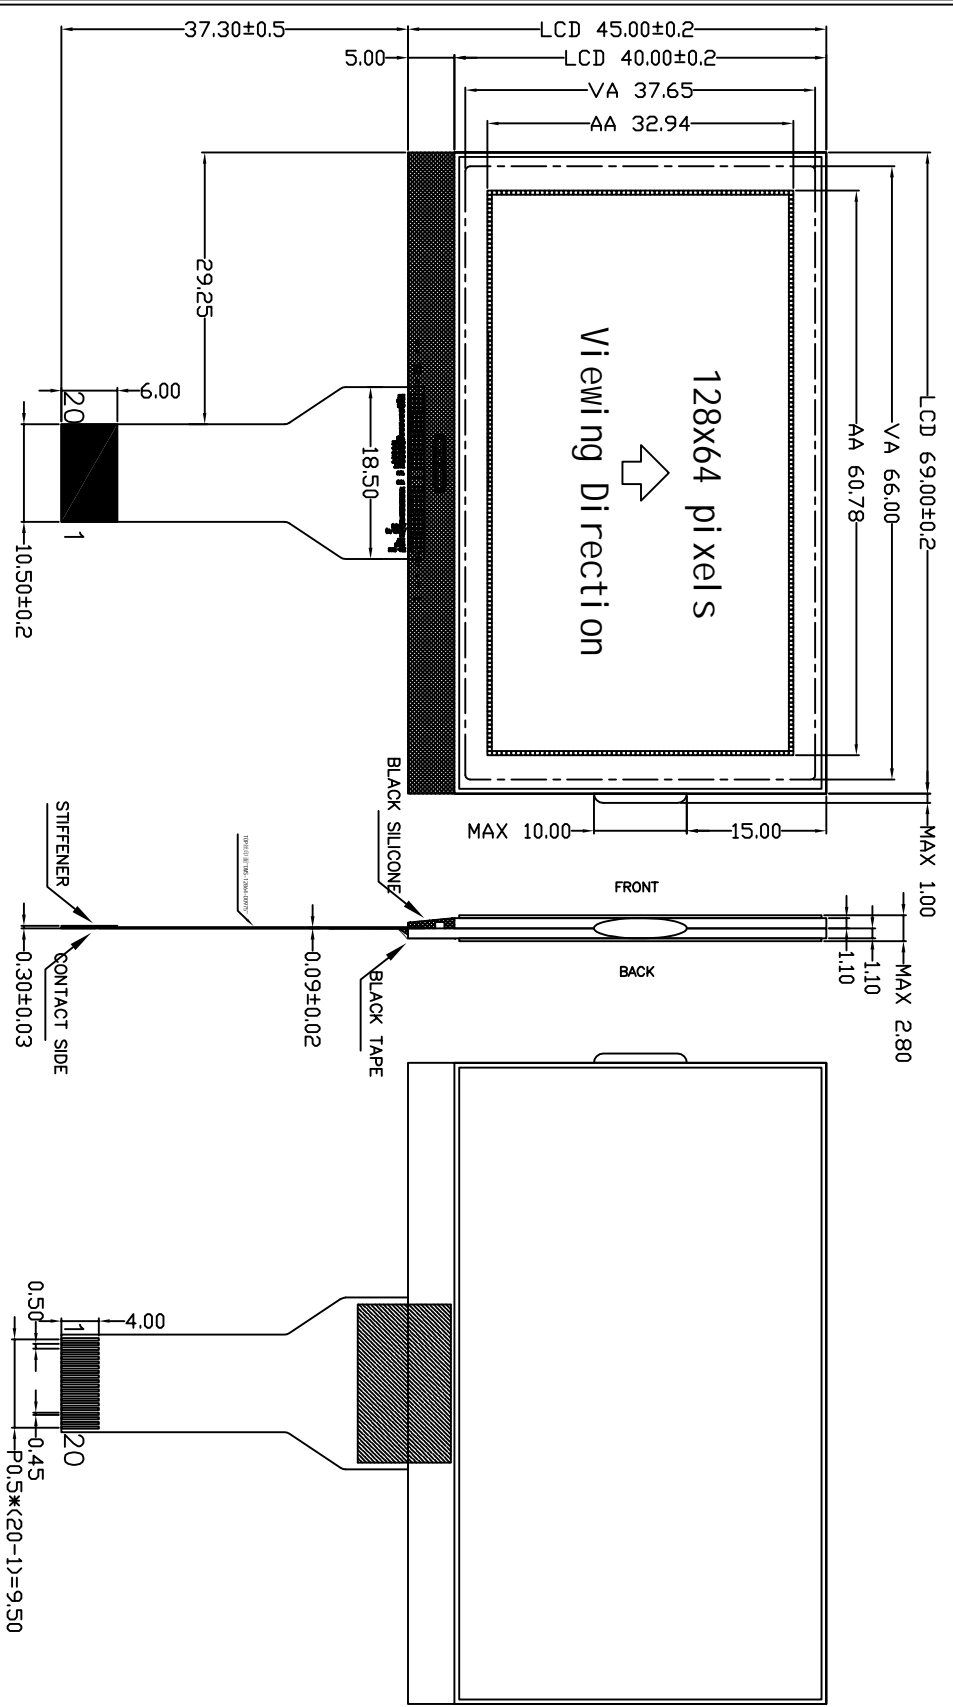 37.30±0.5
LCD 45.00±0.2
5.00
LCD 40.00±0.2
VA 37.65
AA 32.94
LCD 69.00±0.2
VA 66.00
AA 60.78
29.25
128x64 pixels
Viewing Direction
6.00
20
1
18.50
10.50±0.2
MAX 10.00
15.00
MAX 1.00
BLACK SILICONE
STIFFENER
FRONT
BACK
1.10
1.10
MAX 2.80
0.09±0.02
0.30±0.03
CONTACT SIDE
BLACK TAPE
0.50
1
4.00
20
0.45
P0.5*(20-1)=9.50